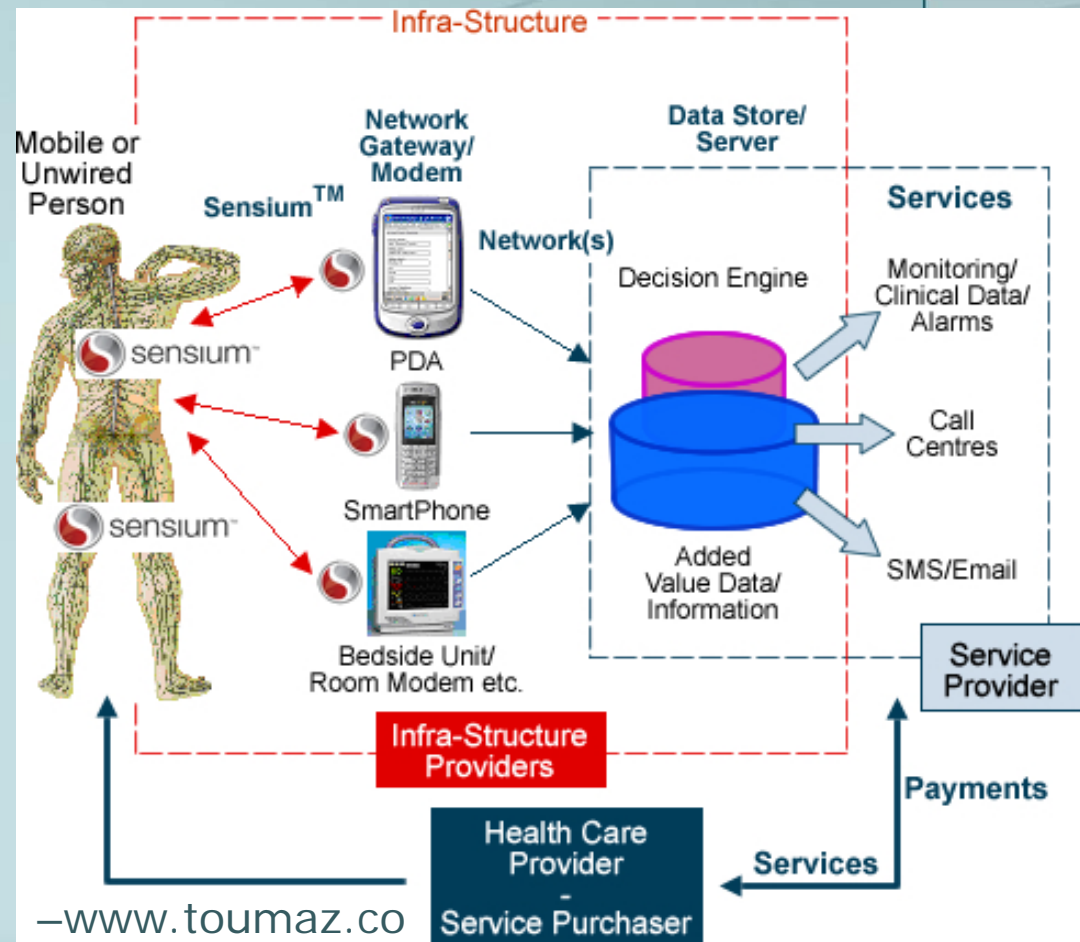 Infra-Structure
Mobile or
Unwired
Person
Sensium™
Network
Gateway/
Modem
Network(s)
Data Store/
Server
Services
Decision Engine
Monitoring/
Clinical Data/
Alarms
sensium™
PDA
Call
Centres
SmartPhone
sensium™
Added
Value Data/
Information
SMS/Email
Bedside Unit/
Room Modem etc.
Service
Provider
Infra-Structure
Providers
Payments
Health Care
Provider
-
Service Purchaser
Services
–www.toumaz.co